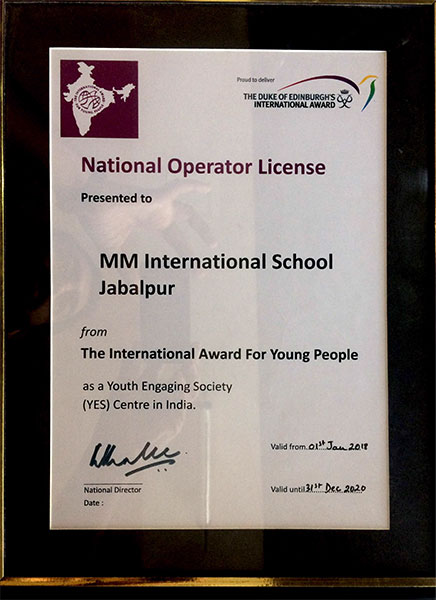 Proud to deliver
THE DUKE OF EDINBURGH'S
INTERNATIONAL AWARD
National Operator License
Presented to
MM International School
Jabalpur
from
The International Award For Young People
as a Youth Engaging Society
(YES) Centre in India.
Valid from 01st Jan 2018
National Director
Date :
Valid until 31st Dec 2020